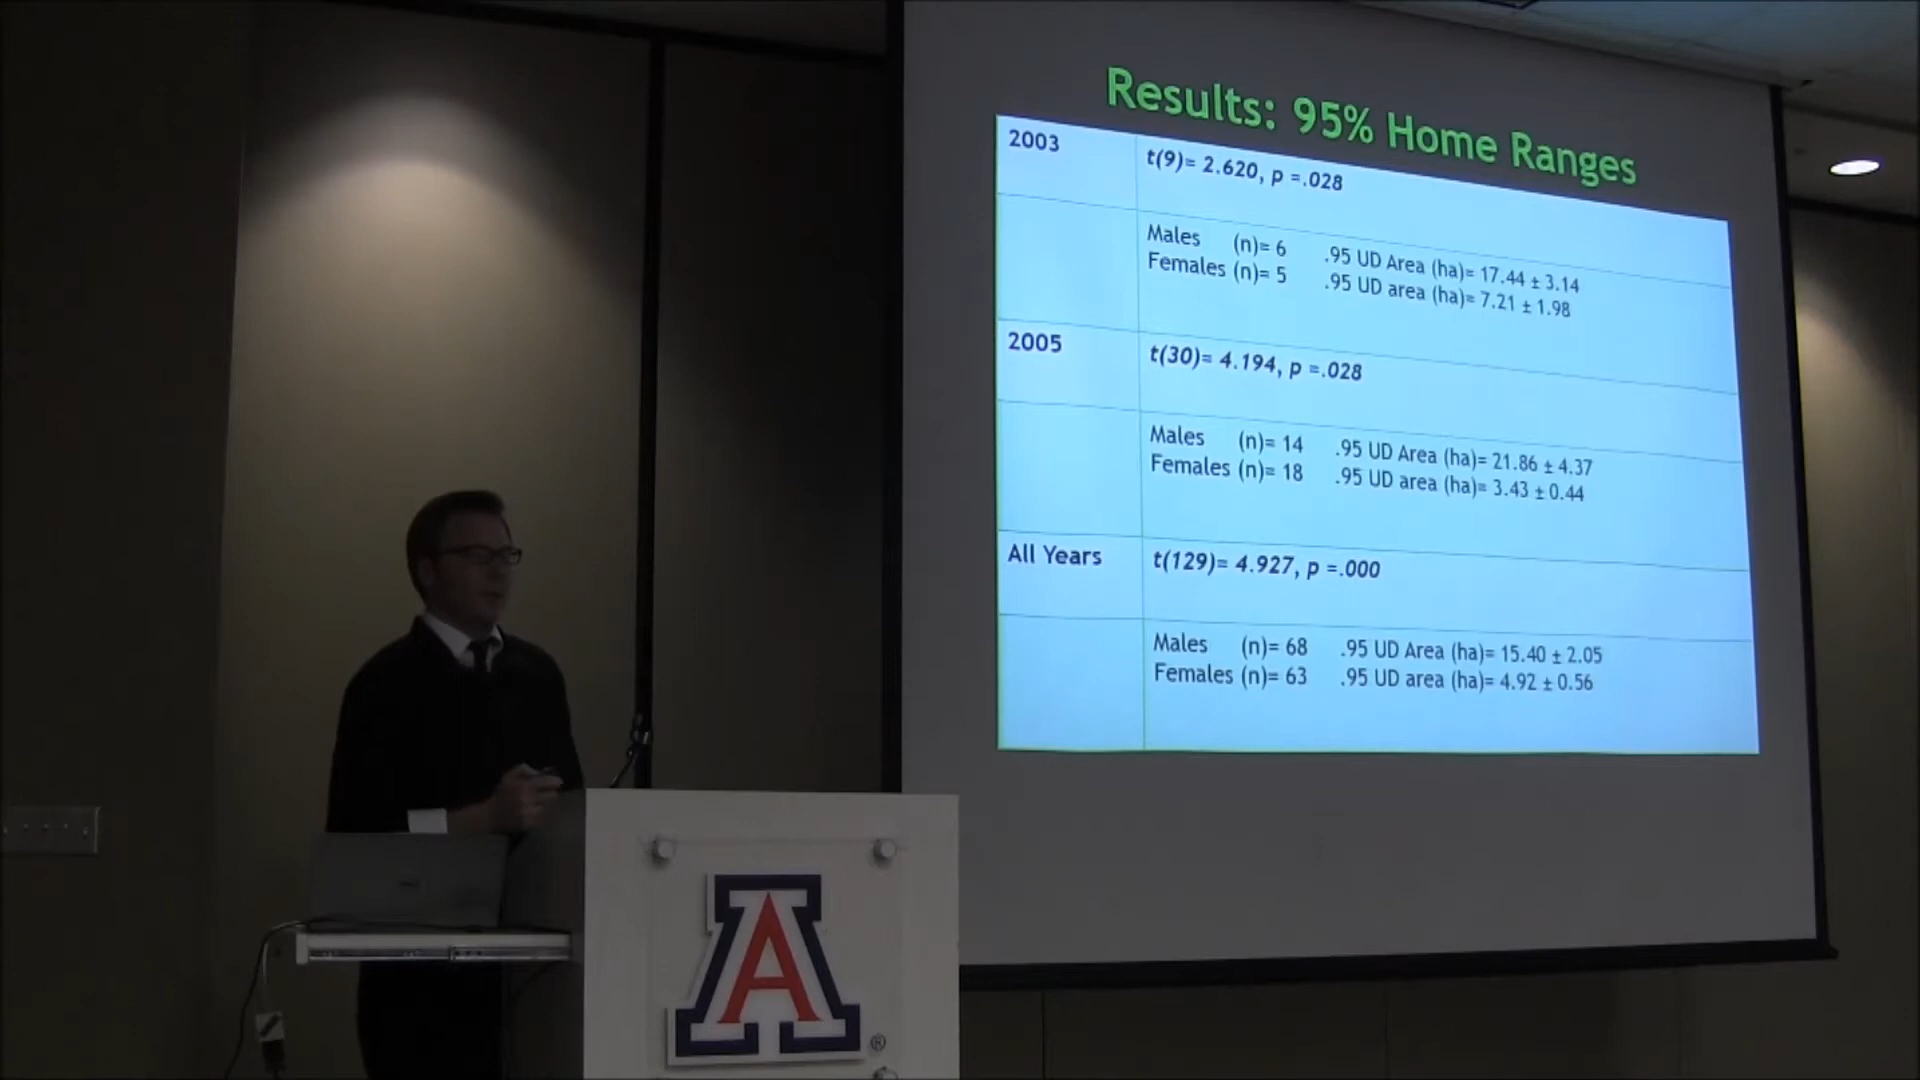 Results: 95% Home Ranges
2003
t(9)= 2.620, p =.028
Males (n)= 6 .95 UD Area (ha)= 17.44 ± 3.14
Females (n)= 5 .95 UD area (ha)= 7.21 ± 1.98
2005
t(30)= 4.194, p =.028
Males (n)= 14 .95 UD Area (ha)= 21.86 ± 4.37
Females (n)= 18 .95 UD area (ha)= 3.43 ± 0.44
All Years
t(129)= 4.927, p =.000
Males (n)= 68 .95 UD Area (ha)= 15.40 ± 2.05
Females (n)= 63 .95 UD area (ha)= 4.92 ± 0.56
A
®